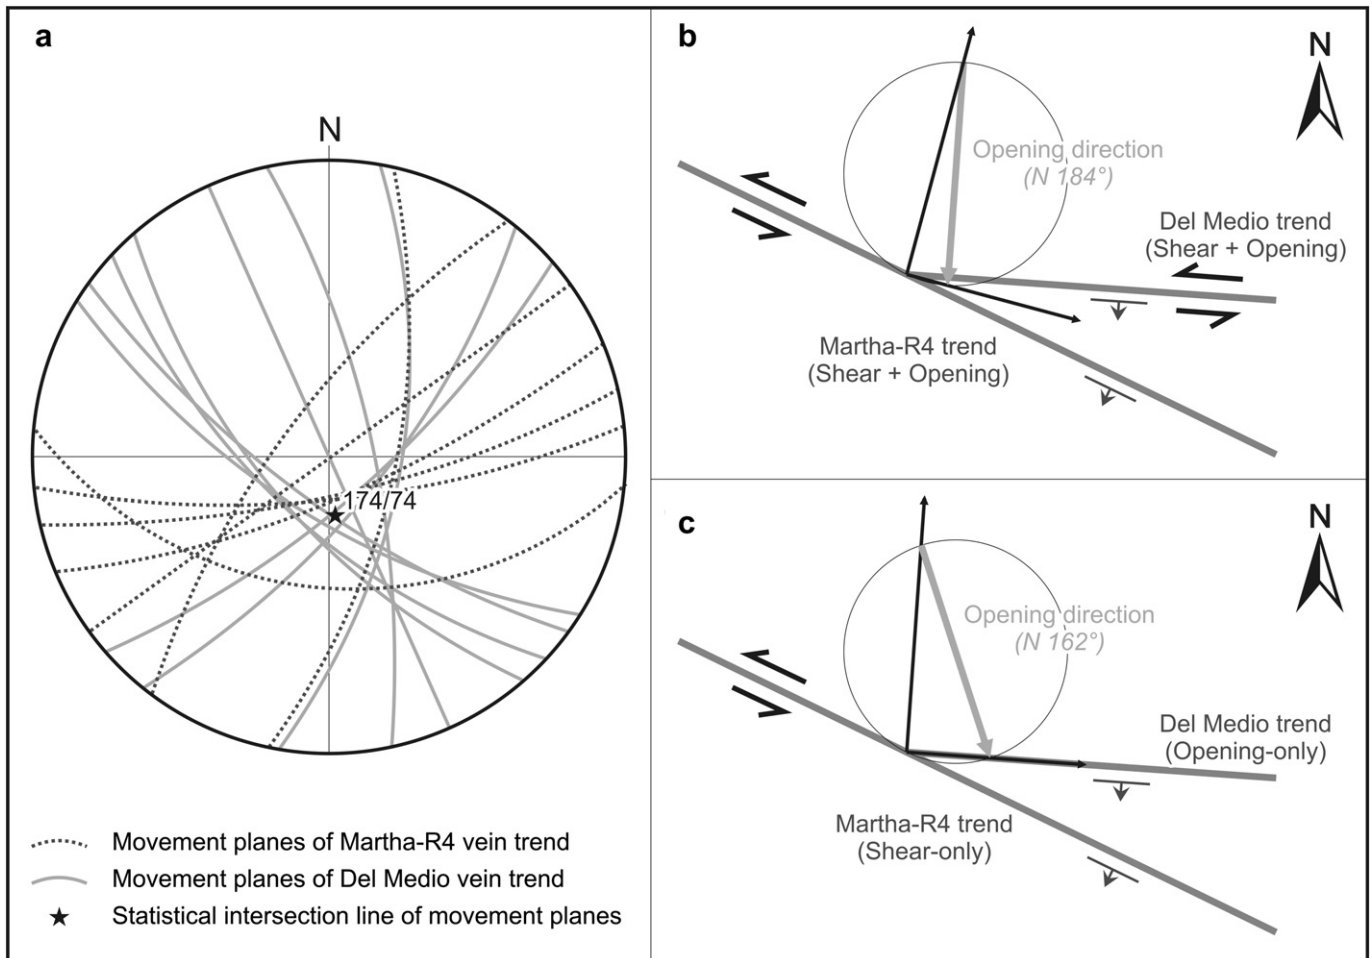 a
N
174/74
Movement planes of Martha-R4 vein trend
Movement planes of Del Medio vein trend
Statistical intersection line of movement planes
b
N
Opening direction
(N 184°)
Del Medio trend
(Shear + Opening)
Martha-R4 trend
(Shear + Opening)
c
N
Opening direction
(N 162°)
Del Medio trend
(Opening-only)
Martha-R4 trend
(Shear-only)